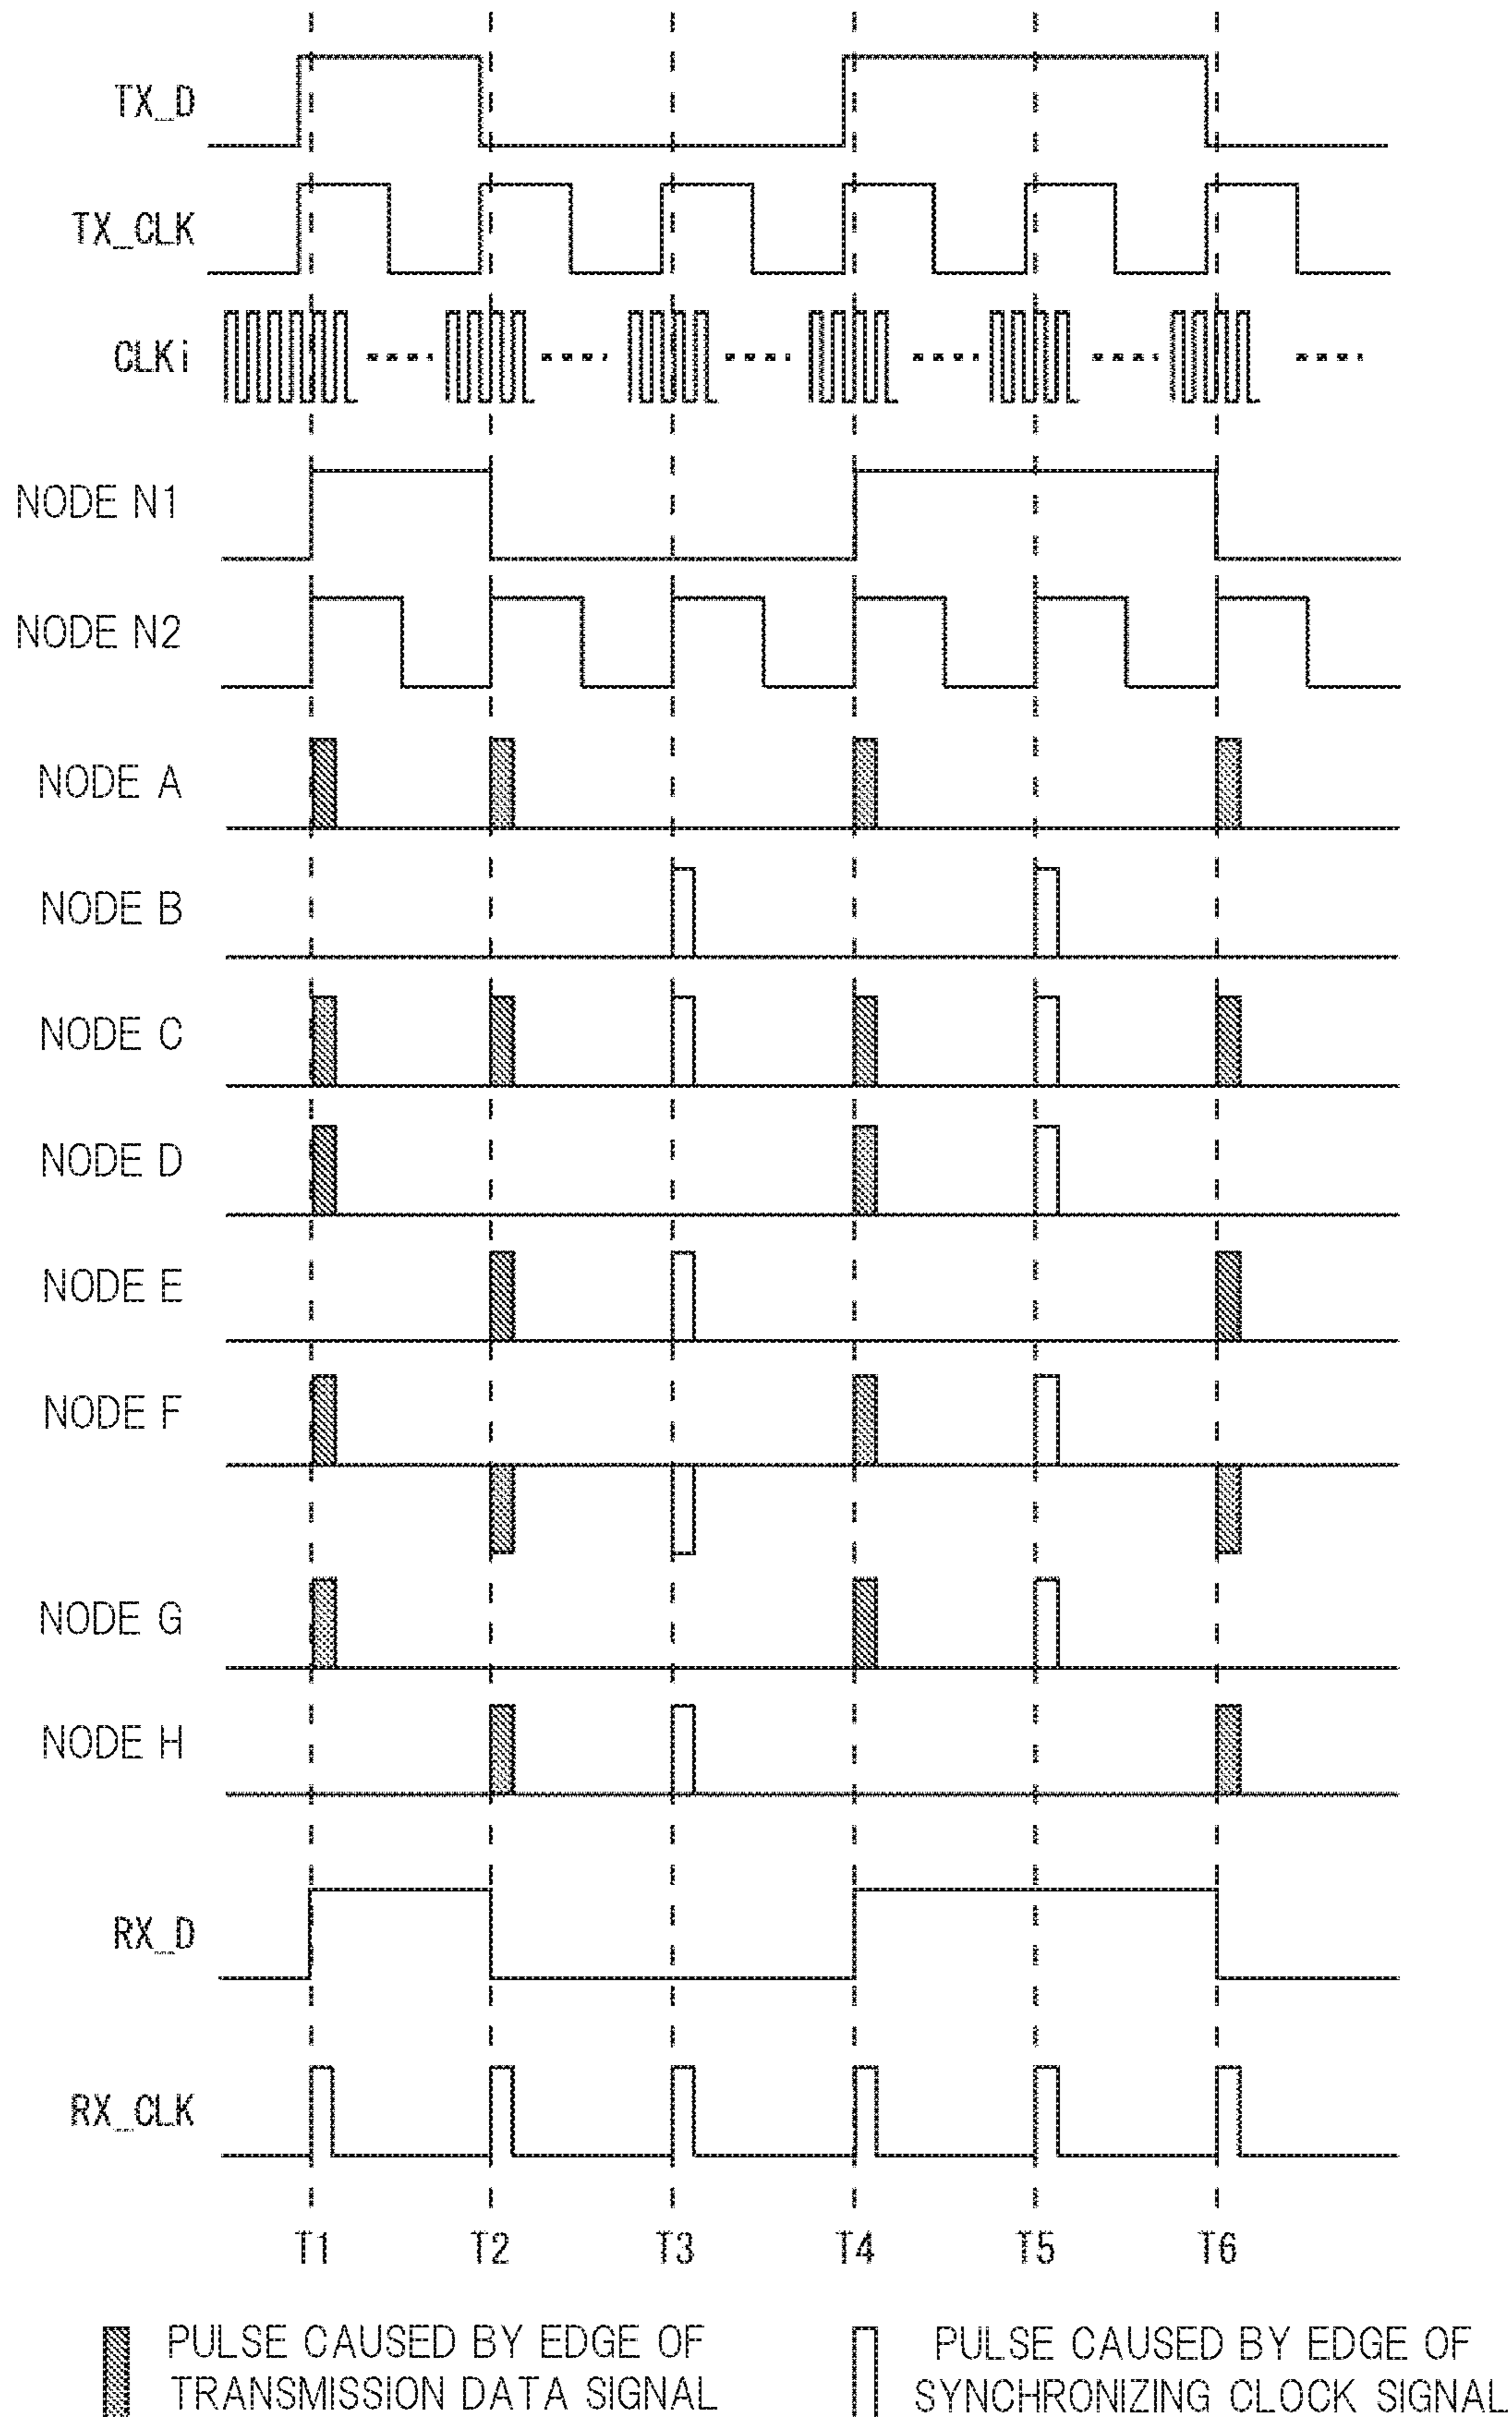 TX_D
TX_CLK
CLKi
NODE N1
NODE N2
NODE A
NODE B
NODE C
NODE D
NODE E
NODE F
NODE G
NODE H
RX_D
RX_CLK
T1 T2 T3 T4 T5 T6
PULSE CAUSED BY EDGE OF
TRANSMISSION DATA SIGNAL
PULSE CAUSED BY EDGE OF
SYNCHRONIZING CLOCK SIGNAL